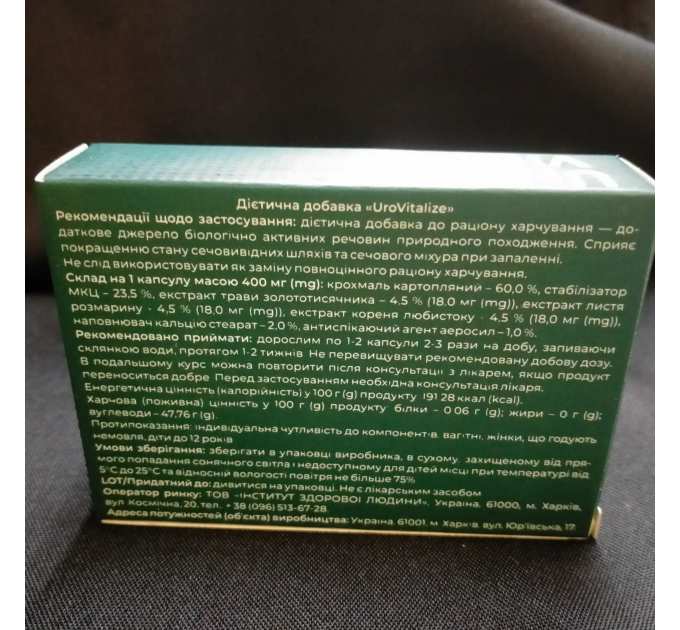 Дієтична добавка «UroVitalize»
Рекомендації щодо застосування: дієтична добавка до раціону харчування — до-
даткове джерело біологічно активних речовин природного походження. Сприяє
покращенню стану сечовивідних шляхів та сечового міхура при запаленні.
Не слід використовувати як заміну повноцінного раціону харчування.
Склад на 1 капсулу масою 400 мг (mg): крохмаль картопляний – 60,0 %, стабілізатор
МКЦ – 23,5 %, екстракт трави золототисячника – 4,5 % (18.0 мг (mg)), екстракт листя
розмарину - 4,5 % (18,0 мг (mg)), екстракт кореня любистоку - 4,5 % (18,0 мг (mg)),
наповнювач кальцію стеарат – 2,0 %, антиспікаючий агент аеросил – 1,0 %.
Рекомендовано приймати: дорослим по 1-2 капсули 2-3 рази на добу, запиваючи
склянкою води, протягом 1-2 тижнів. Не перевищувати рекомендовану добову дозу.
В подальшому курс можна повторити після консультації з лікарем, якщо продукт
переноситься добре. Перед застосуванням необхідна консультація лікаря.
Енергетична цінність (калорійність) у 100 г (g) продукту 191.28 ккал (kcal).
Харчова (поживна) цінність у 100 г (g) продукту: білки – 0.06 г (g); жири – 0 г (g);
вуглеводи – 47,76 г (g).
Протипоказання: індивідуальна чутливість до компонентів, вагітні, жінки, що годують
немовля, діти до 12 років
Умови зберігання: зберігати в упаковці виробника, в сухому, захищеному від пря-
мого попадання сонячного світла і недоступному для дітей місці при температурі від
5°С до 25°С та відносній вологості повітря не більше 75%
LOT/Придатний до: дивитися на упаковці. Не є лікарським засобом
Оператор ринку: ТОВ «ІНСТИТУТ ЗДОРОВОЇ ЛЮДИНИ», Україна, 61000, м. Харків,
вул. Космічна, 20, тел. + 38 (096) 513-67-28.
Адреса потужностей (об'єкта) виробництва: Україна, 61001, м. Харків, вул. Юр'ївська, 17